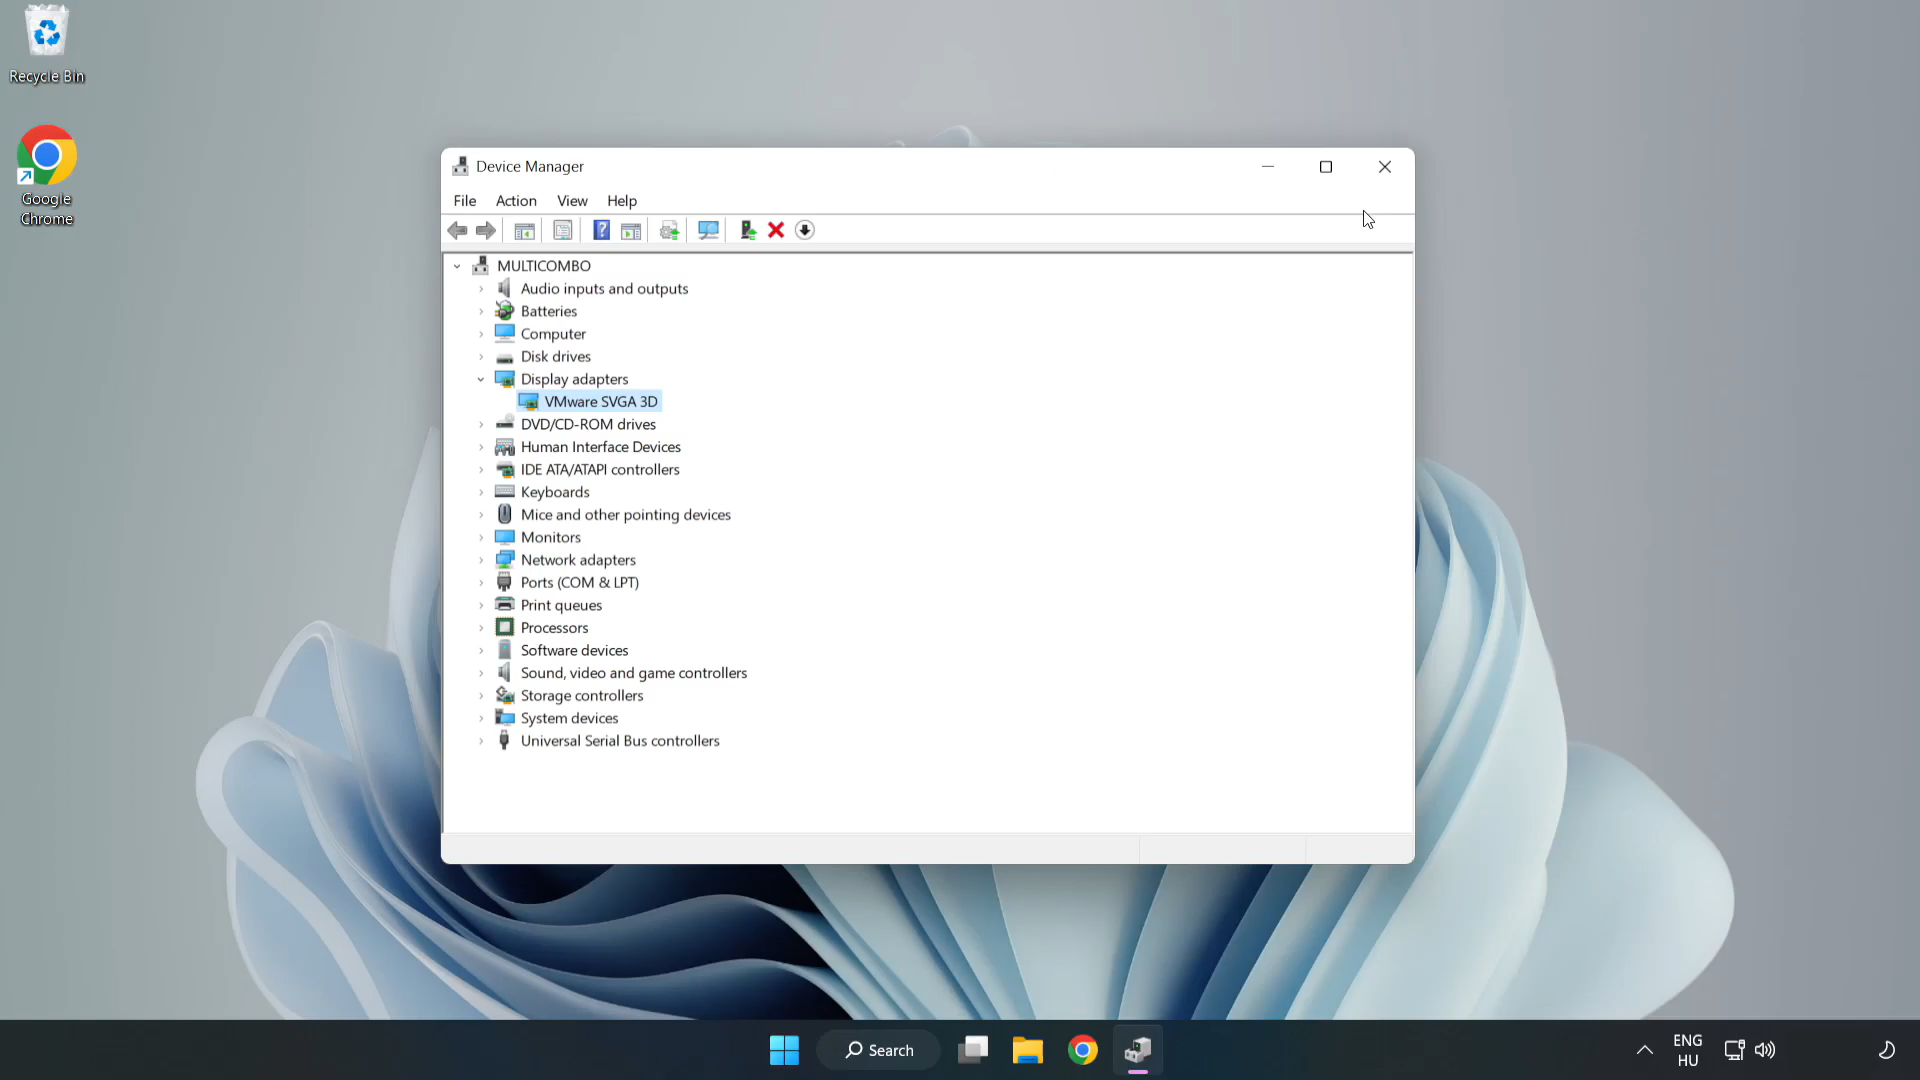 Recycle Bin
Google
Chrome
Device Manager
File Action View Help
MULTICOMBO
Audio inputs and outputs
Batteries
Computer
Disk drives
Display adapters
VMware SVGA 3D
DVD/CD-ROM drives
Human Interface Devices
IDE ATA/ATAPI controllers
Keyboards
Mice and other pointing devices
Monitors
Network adapters
Ports (COM & LPT)
Print queues
Processors
Software devices
Sound, video and game controllers
Storage controllers
System devices
Universal Serial Bus controllers
Search
ENG
HU